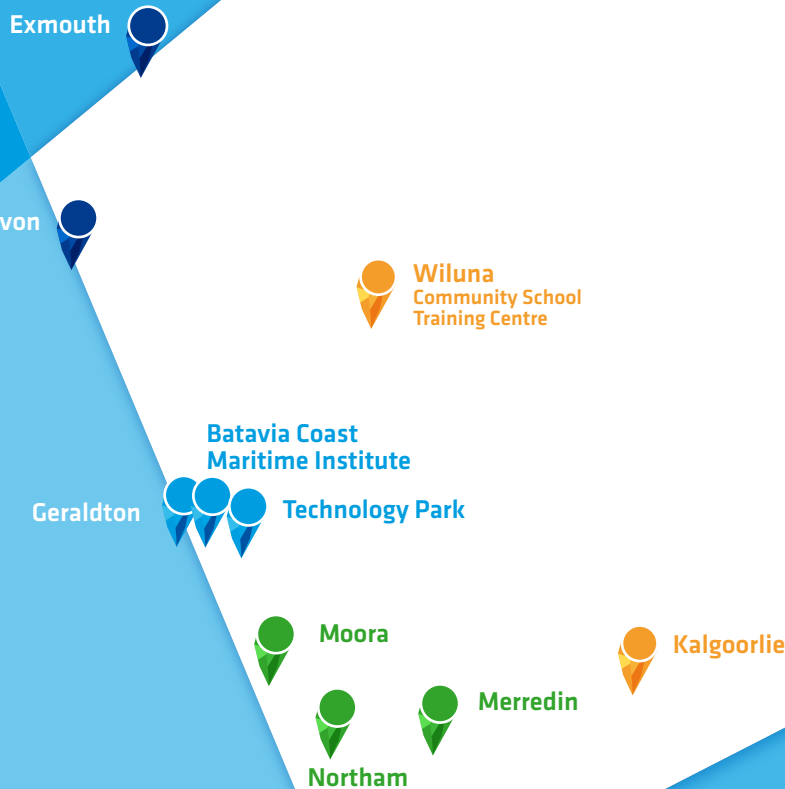 Exmouth
von
Wiluna
Community School
Training Centre
Batavia Coast
Maritime Institute
Geraldton
Technology Park
Moora
Kalgoorlie
Merredin
Northam